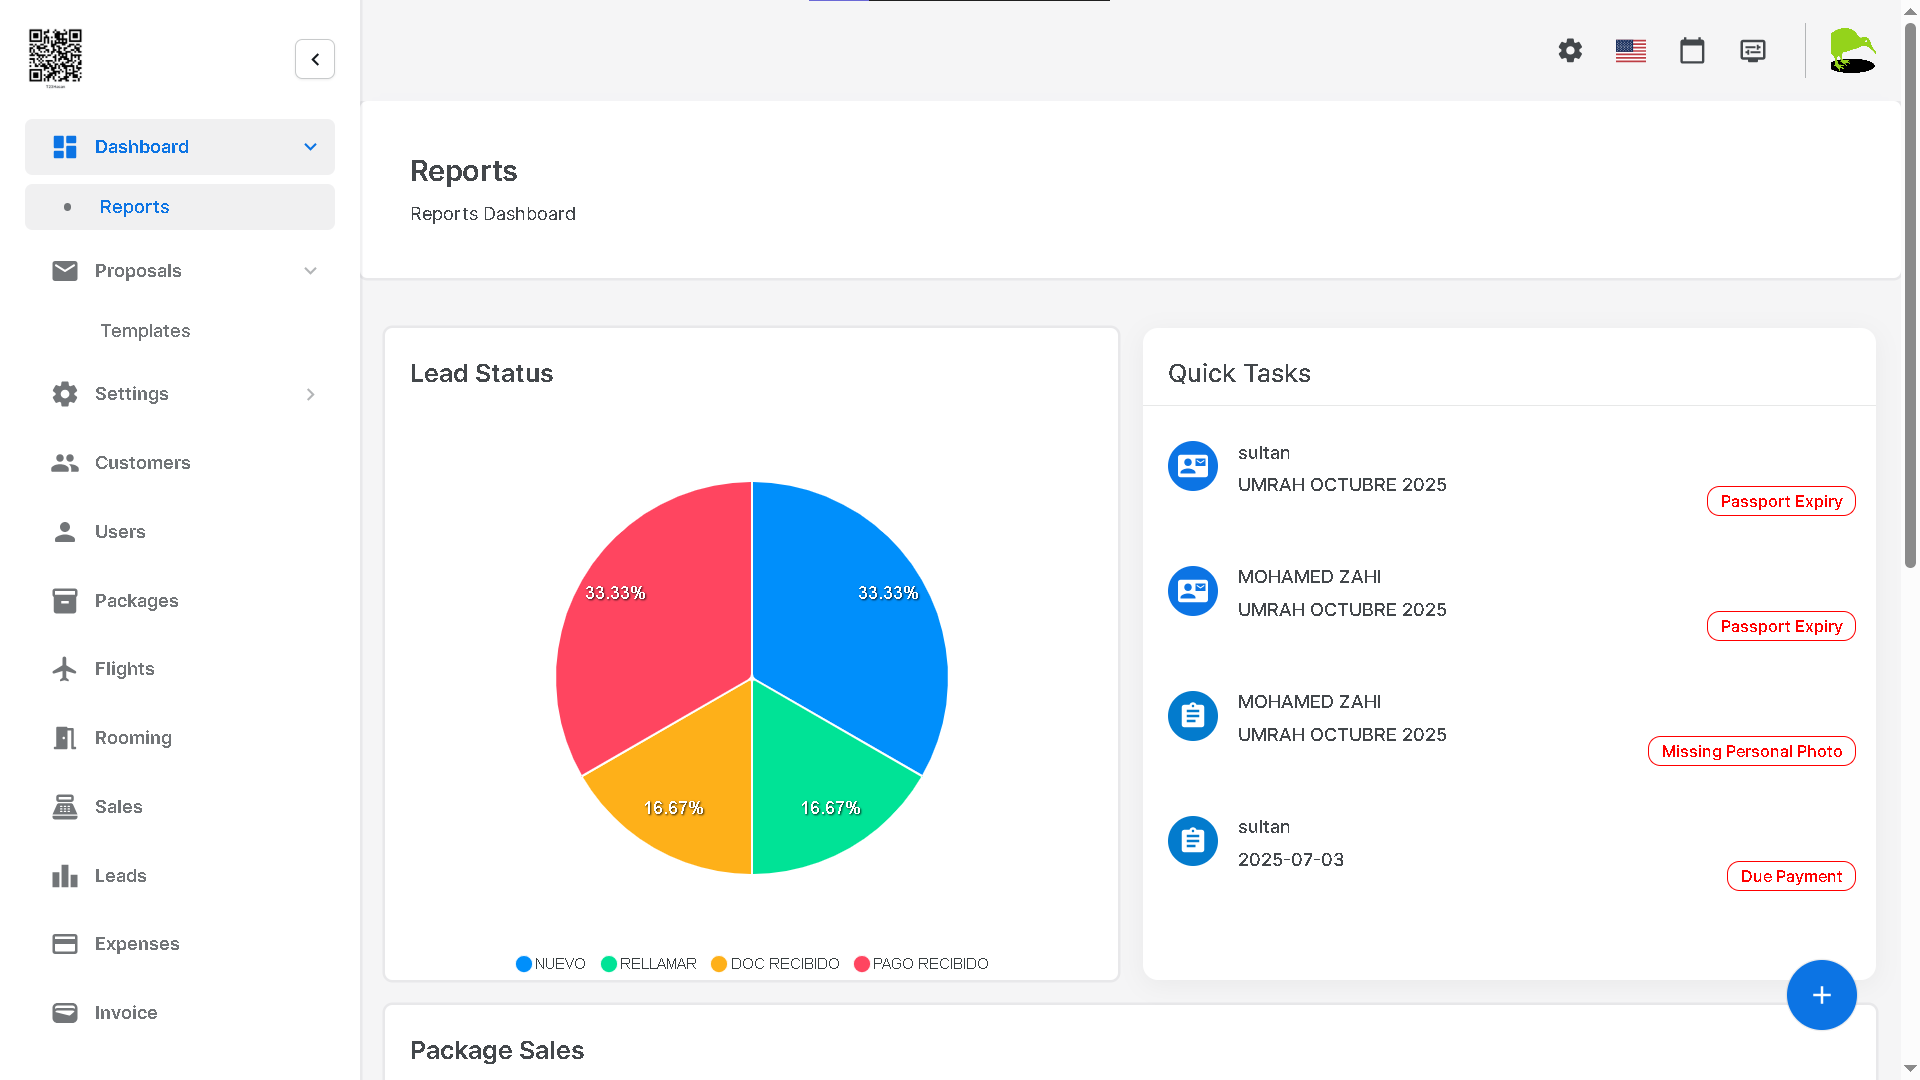 Dashboard
Reports
Proposals
Templates
Settings
Customers
Users
Packages
Flights
Rooming
Sales
Leads
Expenses
Invoice
Reports
Reports Dashboard
Lead Status
33.33%
33.33%
16.67%
16.67%
NUEVO
RELLAMAR
DOC RECIBIDO
PAGO RECIBIDO
Quick Tasks
sultan
UMRAH OCTUBRE 2025
Passport Expiry
MOHAMED ZAHI
UMRAH OCTUBRE 2025
Passport Expiry
MOHAMED ZAHI
UMRAH OCTUBRE 2025
Missing Personal Photo
sultan
2025-07-03
Due Payment
Package Sales